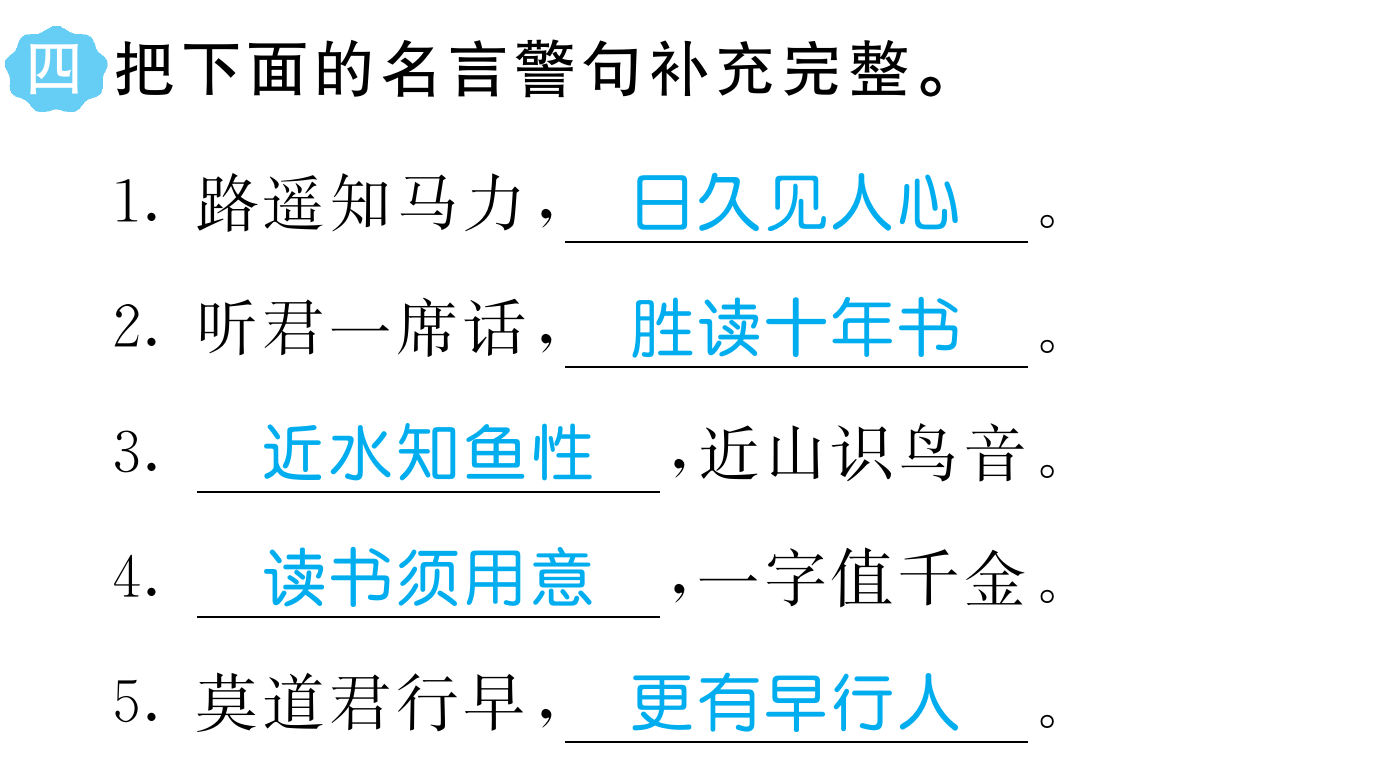 四 把下面的名言警句补充完整。
1. 路遥知马力，日久见人心。
2. 听君一席话，胜读十年书。
3. 近水知鱼性，近山识鸟音。
4. 读书须用意，一字值千金。
5. 莫道君行早，更有早行人。